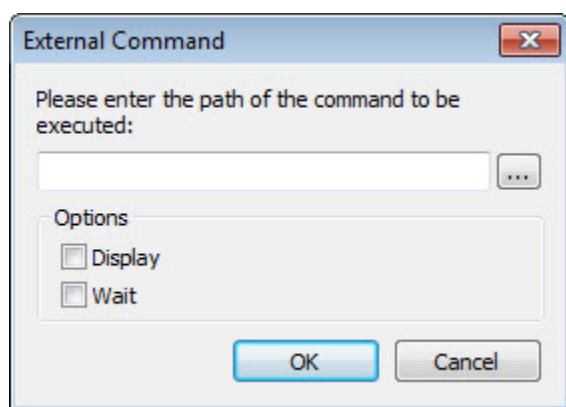 External Command
Please enter the path of the command to be
executed:
...
Options
Display
Wait
OK
Cancel